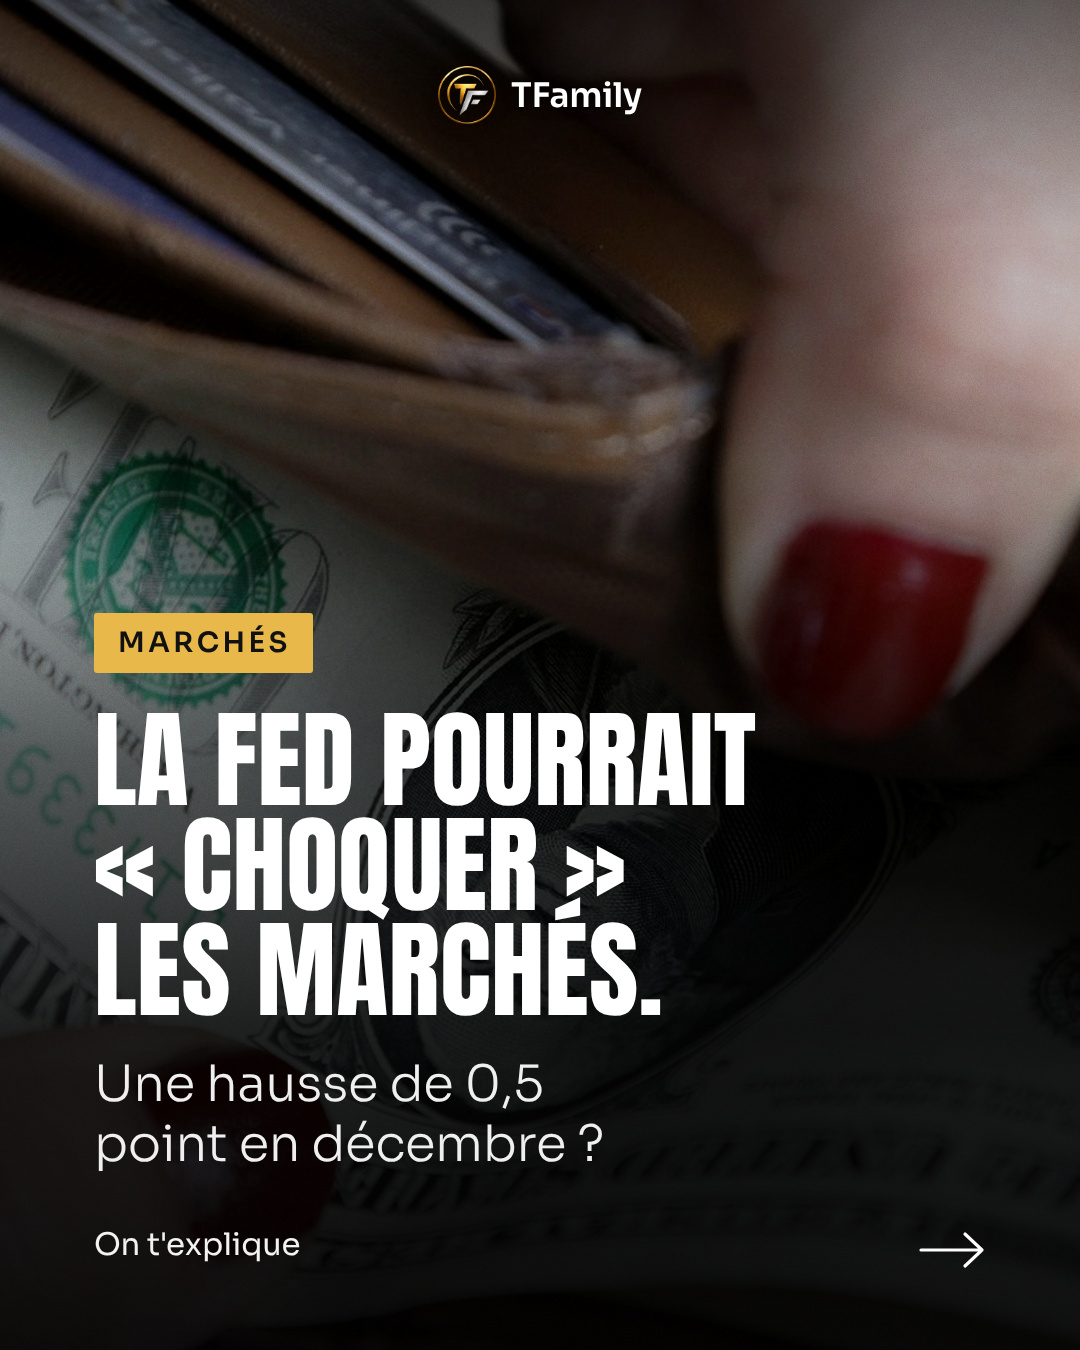 TFamily
MARCHÉS
LA FED POURRAIT
« CHOQUER »
LES MARCHÉS.
Une hausse de 0,5
point en décembre ?
On t'explique